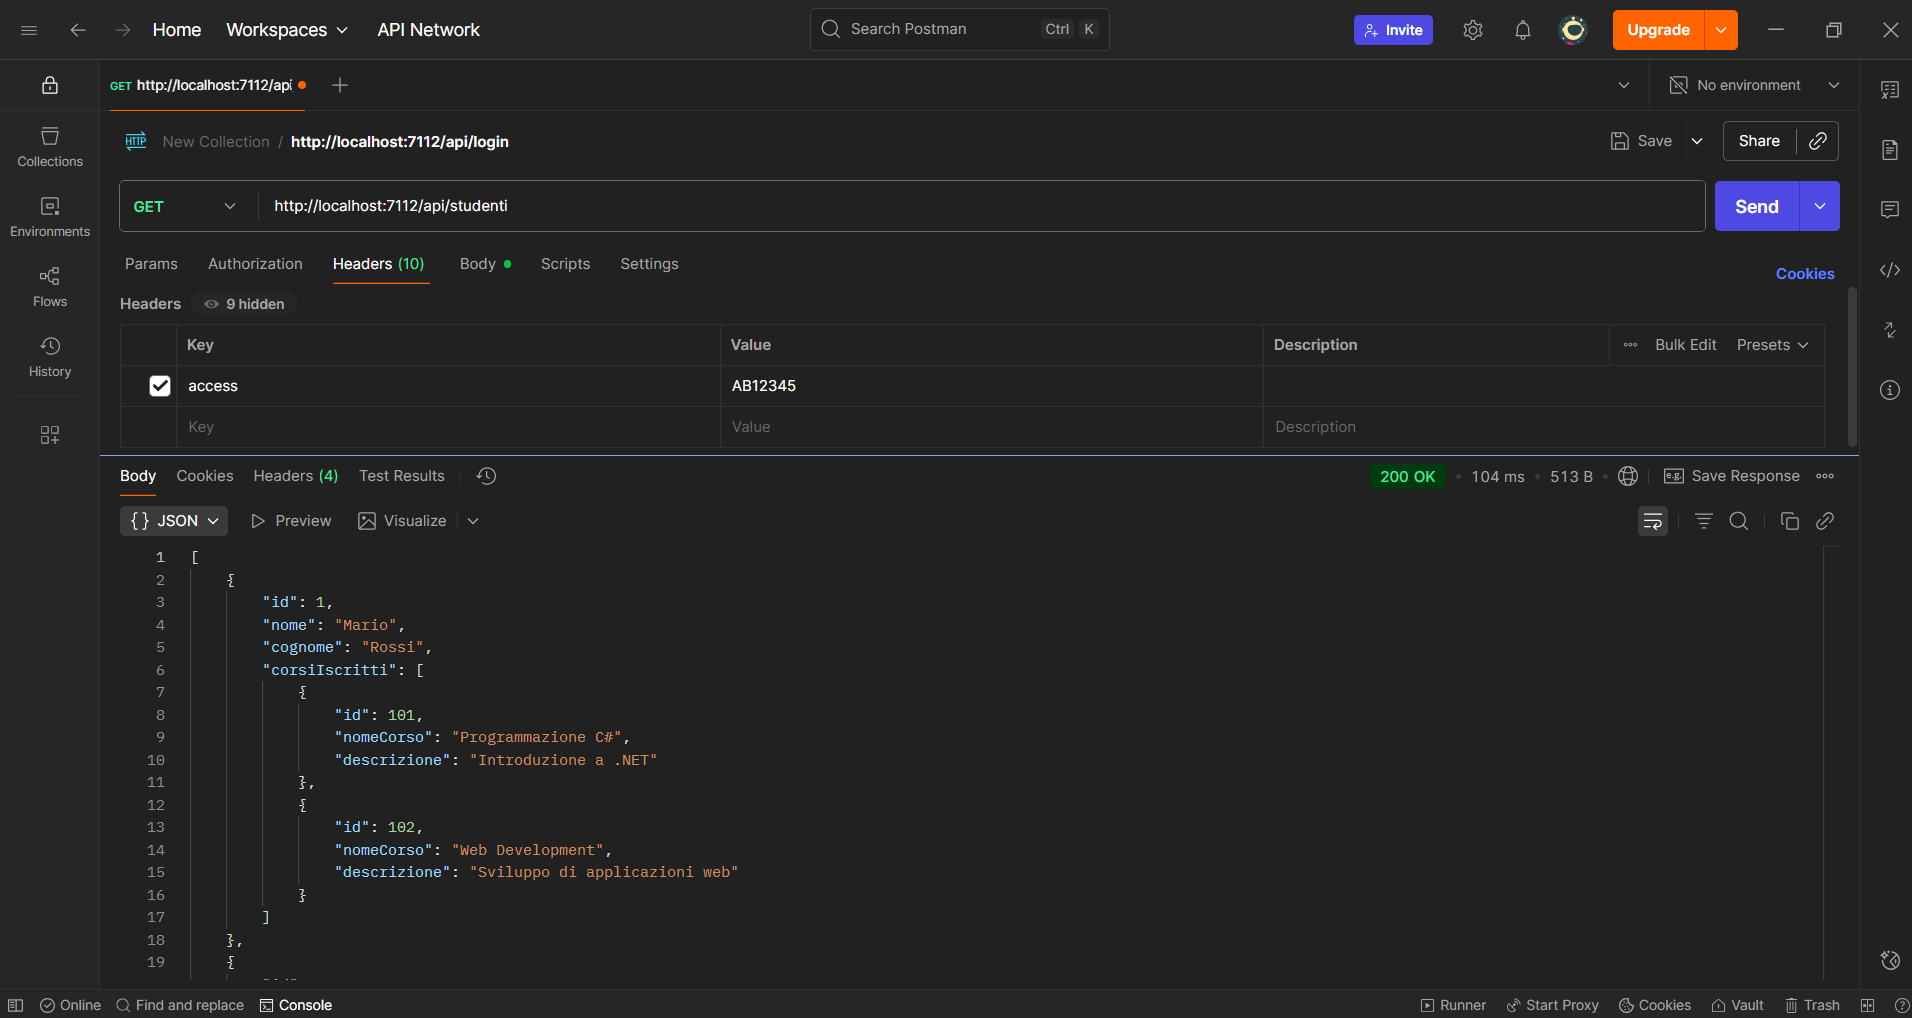 Home Workspaces API Network Search Postman Ctrl K Invite Upgrade
GET http://localhost:7112/api No environment
HTTP New Collection / http://localhost:7112/api/login Save Share
Collections
Environments
Flows
History
GET http://localhost:7112/api/studenti Send
Params Authorization Headers (10) Body Scripts Settings Cookies
Headers 9 hidden
Key Value Description Bulk Edit Presets
access AB12345
Key Value Description
Body Cookies Headers (4) Test Results 200 OK • 104 ms • 513 B • e.g. Save Response
{} JSON Preview Visualize
1 [
2 {
3 "id": 1,
4 "nome": "Mario",
5 "cognome": "Rossi",
6 "corsiIscritti": [
7 {
8 "id": 101,
9 "nomeCorso": "Programmazione C#",
10 "descrizione": "Introduzione a .NET"
11 },
12 {
13 "id": 102,
14 "nomeCorso": "Web Development",
15 "descrizione": "Sviluppo di applicazioni web"
16 }
17 ]
18 },
19 {
Online Find and replace Console Runner Start Proxy Cookies Vault Trash